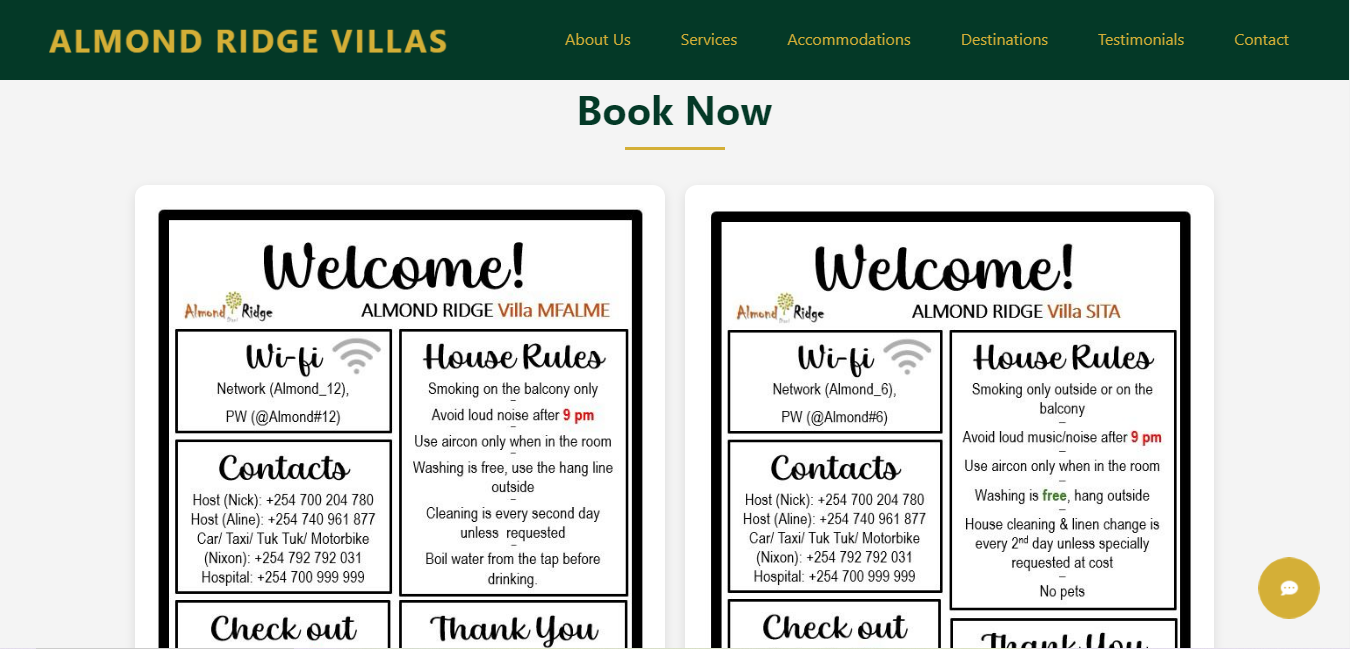 ALMOND RIDGE VILLAS
About Us
Services
Accommodations
Destinations
Testimonials
Contact
Book Now
Welcome!
Almond Ridge
ALMOND RIDGE Villa MFALME
Wi-fi
Network (Almond_12),
PW (@Almond#12)
Contacts
Host (Nick): +254 700 204 780
Host (Aline): +254 740 961 877
Car/ Taxi/ Tuk Tuk/ Motorbike
(Nixon): +254 792 792 031
Hospital: +254 700 999 999
Check out
House Rules
Smoking on the balcony only
Avoid loud noise after 9 pm
Use aircon only when in the room
Washing is free, use the hang line
outside
Cleaning is every second day
unless requested
Boil water from the tap before
drinking.
Thank You
Welcome!
Almond Ridge
ALMOND RIDGE Villa SITA
Wi-fi
Network (Almond_6),
PW (@Almond#6)
Contacts
Host (Nick): +254 700 204 780
Host (Aline): +254 740 961 877
Car/ Taxi/ Tuk Tuk/ Motorbike
(Nixon): +254 792 792 031
Hospital: +254 700 999 999
Check out
House Rules
Smoking only outside or on the
balcony
Avoid loud music/noise after 9 pm
Use aircon only when in the room
Washing is free, hang outside
House cleaning & linen change is
every 2nd day unless specially
requested at cost
No pets
Thank You